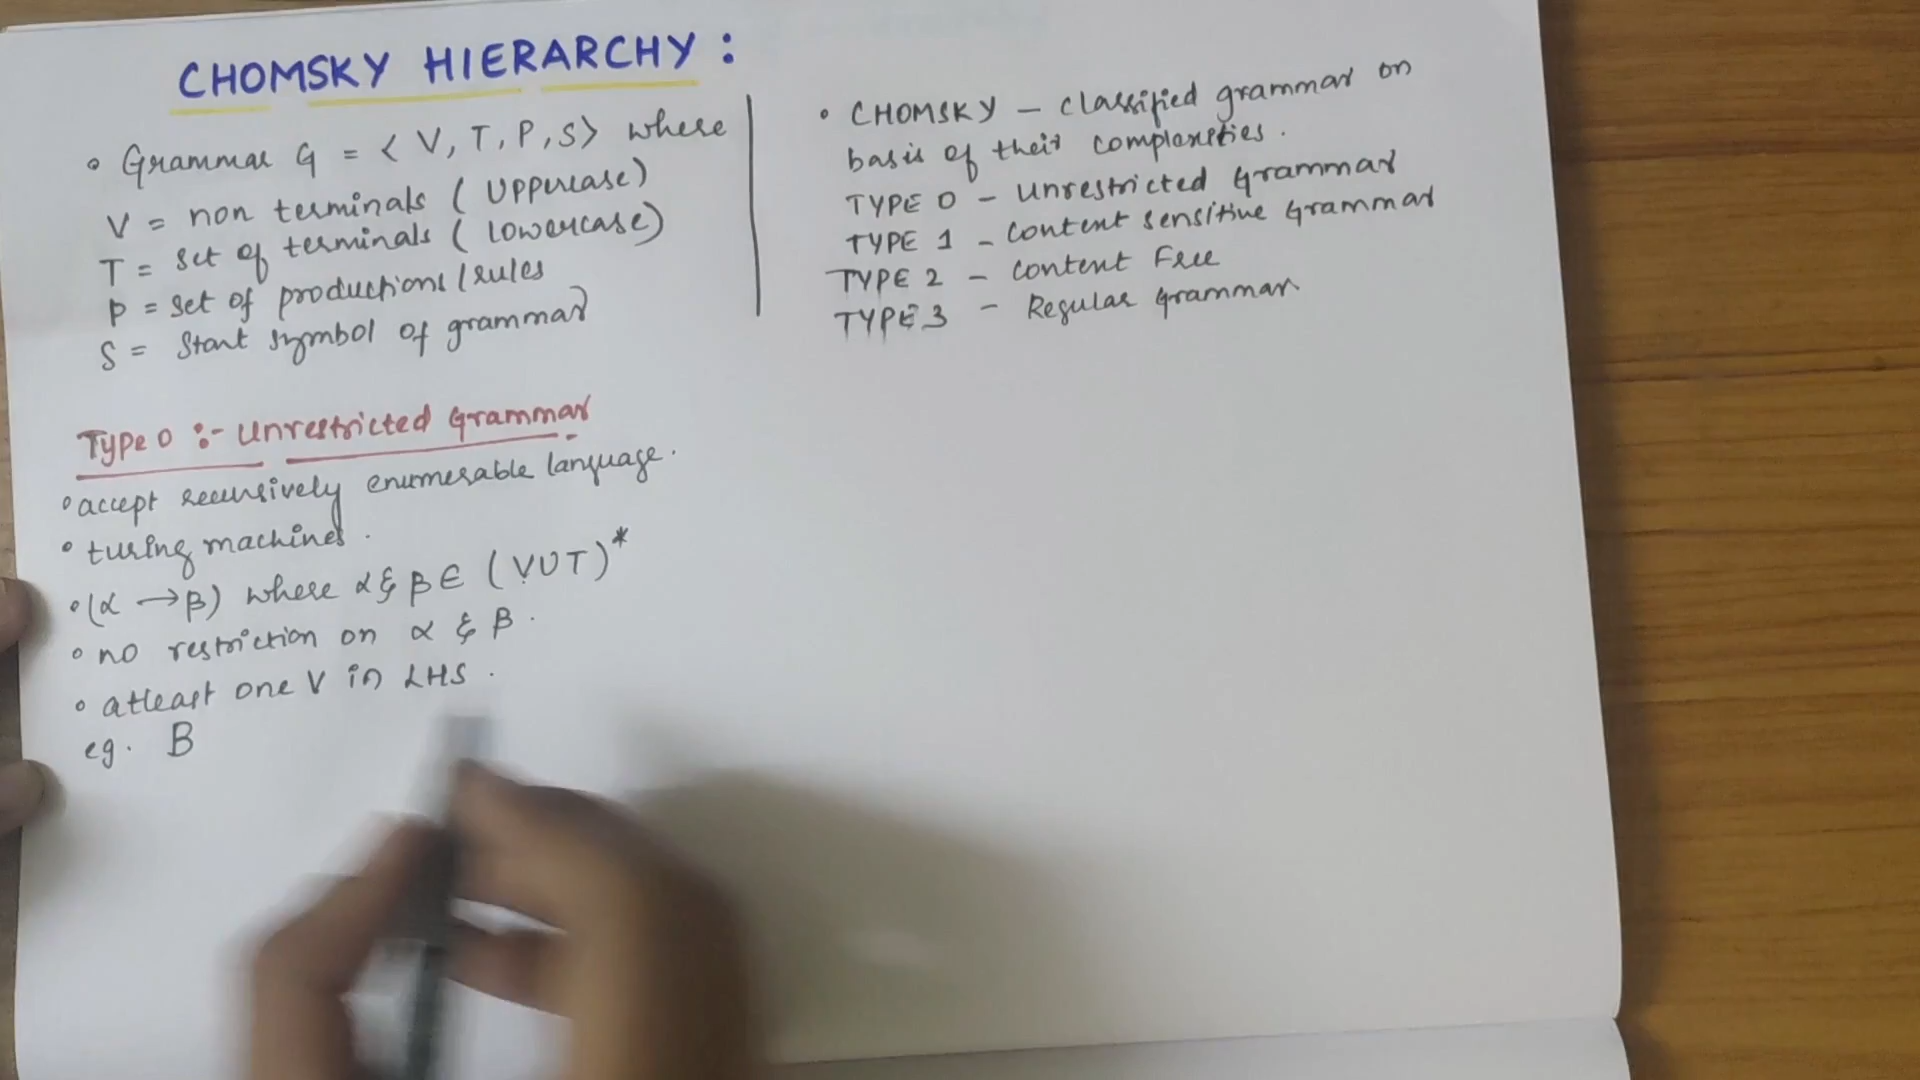 CHOMSKY HIERARCHY :
• Grammar G = < V, T, P, S> where
V = non terminals ( Uppercase)
T = set of terminals ( lowercase)
P = set of productions / rules
S = Start symbol of grammar
• CHOMSKY - classified grammar on
basis of their complexities.
TYPE 0 - Unrestricted Grammar
TYPE 1 - Content sensitive Grammar
TYPE 2 - Content Free
TYPE 3 - Regular Grammar
Type 0 :- Unrestricted Grammar
• accept recursively enumerable language.
• turing machines.
• (α → β) where α & β ∈ (VUT)*
• no restriction on α & β.
• atleast one V in LHS.
eg. B